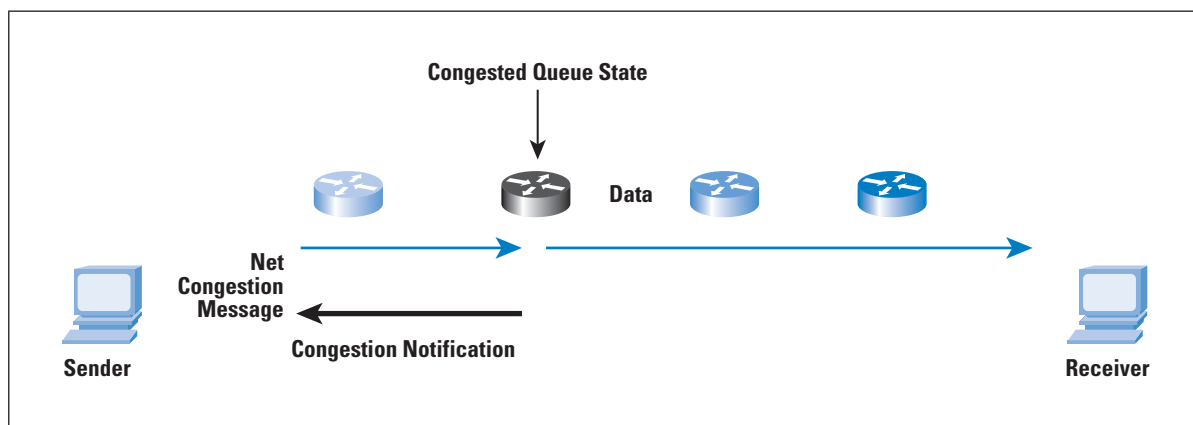 Congested Queue State
Data
Net
Congestion
Message
Congestion Notification
Sender
Receiver